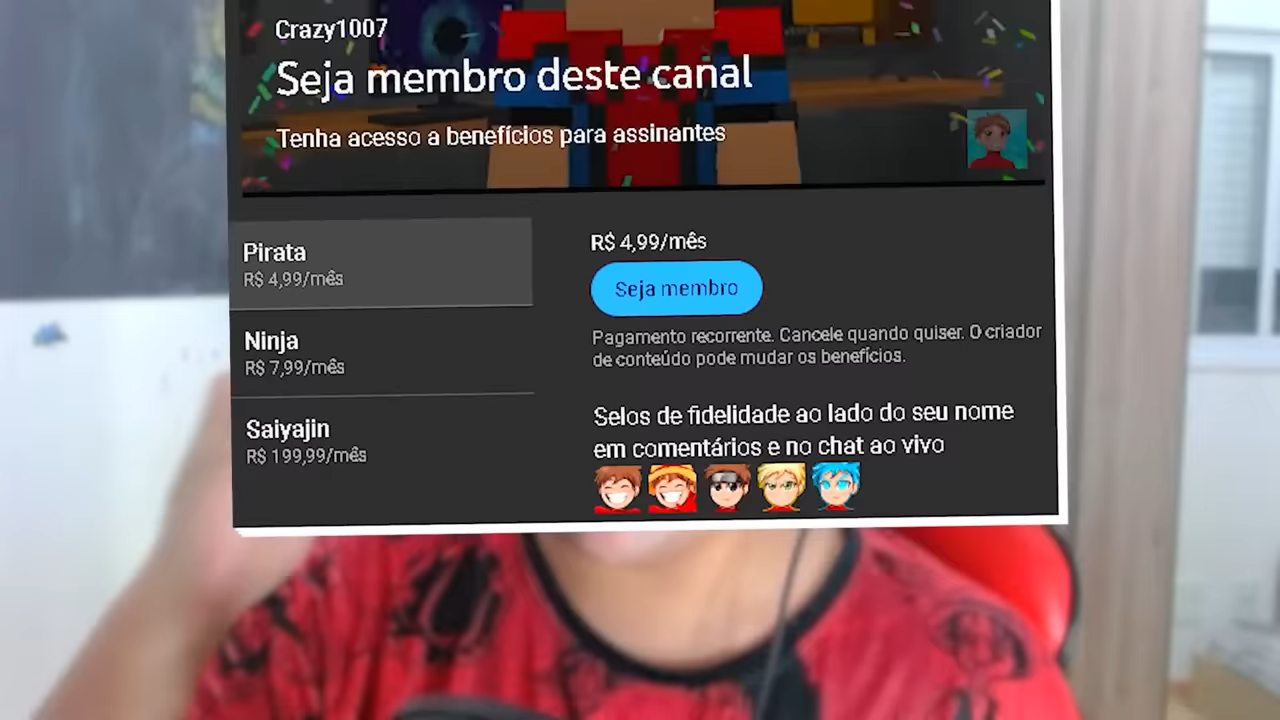 Crazy1007
Seja membro deste canal
Tenha acesso a benefícios para assinantes
Pirata
R$ 4,99/mês
Ninja
R$ 7,99/mês
Saiyajin
R$ 199,99/mês
R$ 4,99/mês
Seja membro
Pagamento recorrente. Cancele quando quiser. O criador
de conteúdo pode mudar os benefícios.
Selos de fidelidade ao lado do seu nome
em comentários e no chat ao vivo